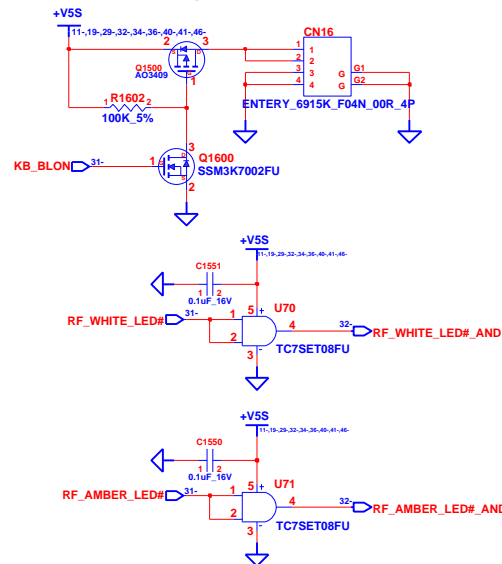 +V5S
11-,19-,29-,32-,34-,36-,40-,41-,46-
2 3
Q1500
AO3409
1
CN16
1 1
2 2
3 3 G G1
4 4 G G2
ENTERY_6915K_F04N_00R_4P
R1602
1 2
100K_5%
KB_BLON 31- 1
3
Q1600
SSM3K7002FU
2
+V5S
11-,19-,29-,32-,34-,36-,40-,41-,46-
C1551
1 2
0.1uF_16V
U70
5 +
RF_WHITE_LED# 31- 1
2
4 32- RF_WHITE_LED#_AND
3 -
TC7SET08FU
+V5S
11-,19-,29-,32-,34-,36-,40-,41-,46-
C1550
1 2
0.1uF_16V
U71
5 +
RF_AMBER_LED# 31- 1
2
4 32- RF_AMBER_LED#_AND
3 -
TC7SET08FU